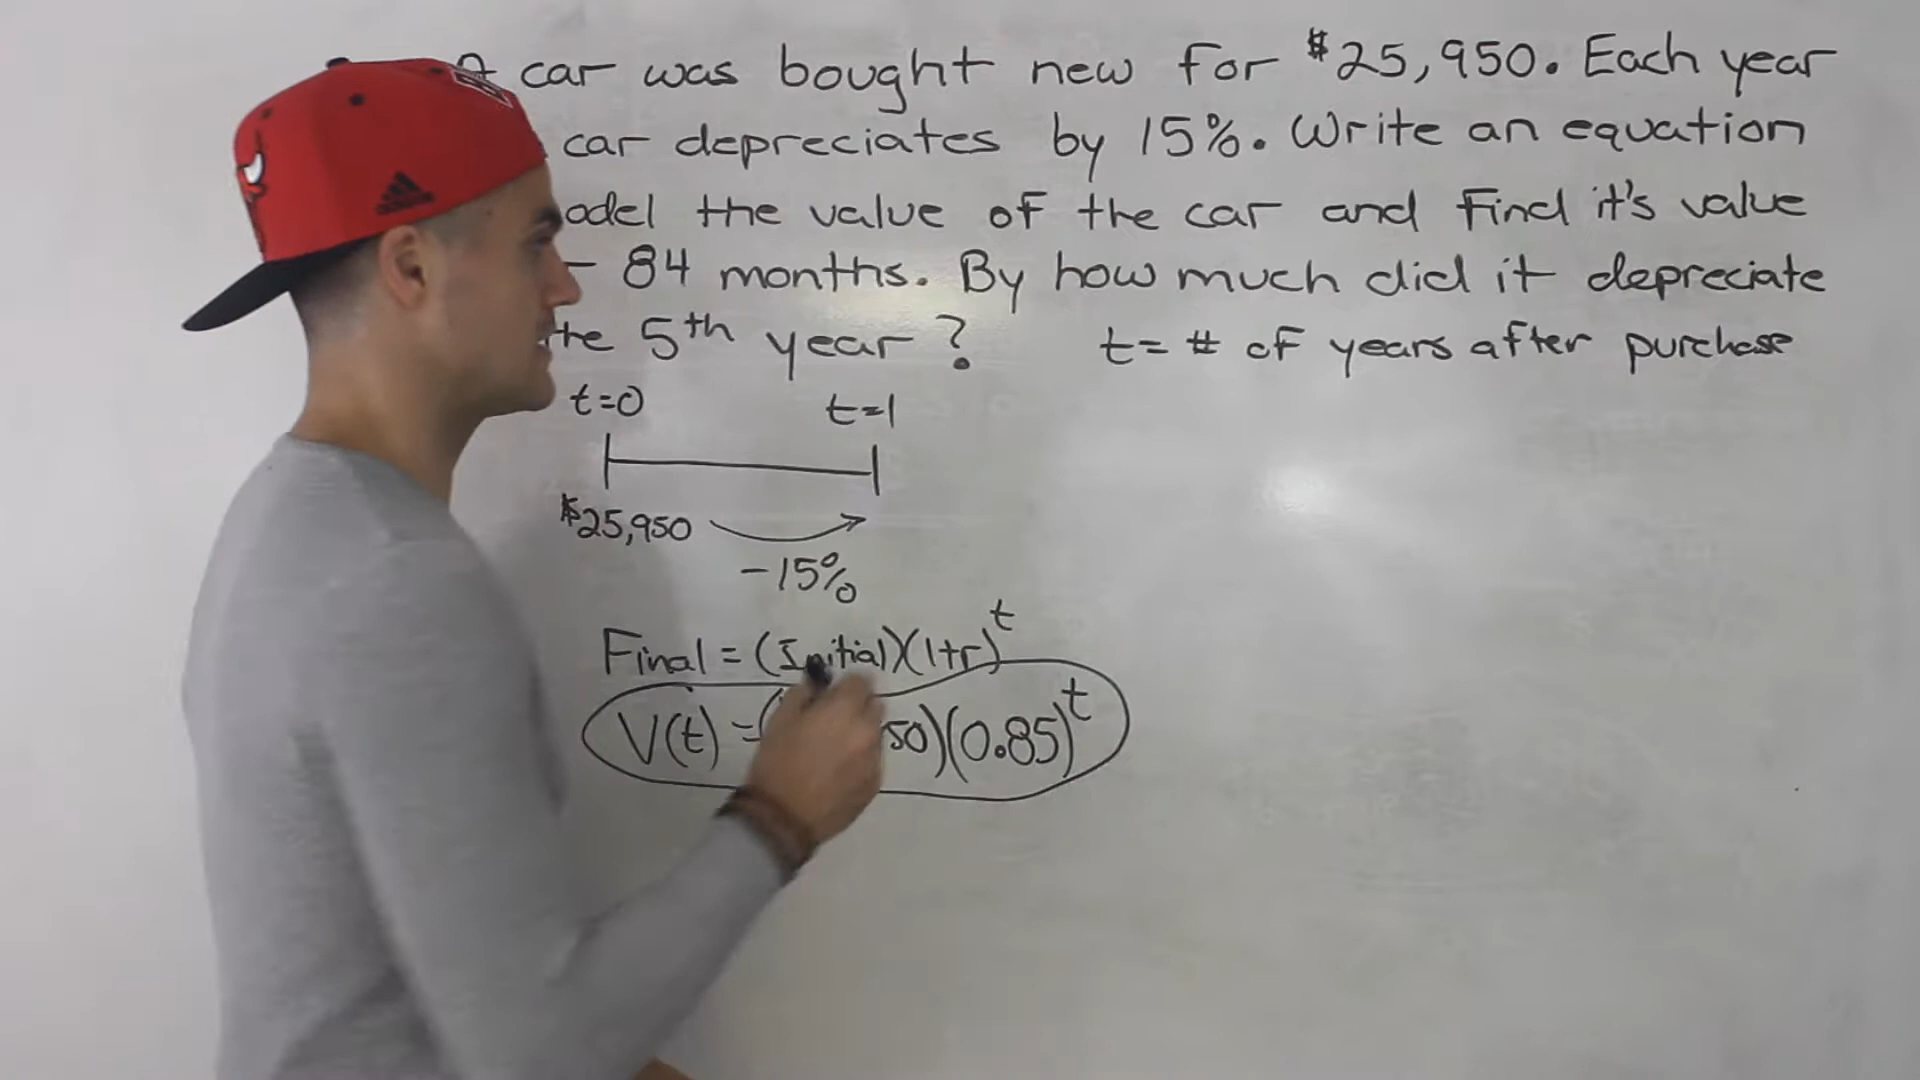 A car was bought new for $25,950. Each year
car depreciates by 15%. Write an equation
odel the value of the car and find it's value
84 months. By how much did it depreciate
the 5th year? t = # of years after purchase
t=0 t=1
$25,950
-15%
Final = (Initial)(1+r)^t
V(t) = ( 50)(0.85)^t